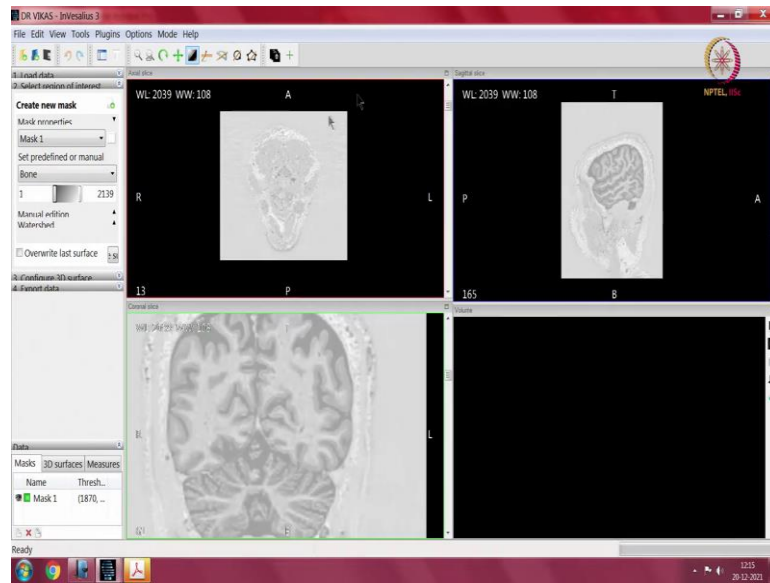 DR VIKAS - InVesalius 3
File Edit View Tools Plugins Options Mode Help
NPTEL, IISc
1. Load data
2. Select region of interest
Create new mask
Mask properties
Mask 1
Set predefined or manual
Bone
1 2139
Manual edition
Watershed
Overwrite last surface
3. Configure 3D surface
4. Export data
Data
Masks 3D surfaces Measures
Name Thresh..
Mask 1 (1870, ...
Axial slice
WL: 2039 WW: 108 A
R L
13 P
Sagittal slice
WL: 2039 WW: 108 T
P A
165 B
Coronal slice
L
B
Volume
Ready
12:15
20-12-2021